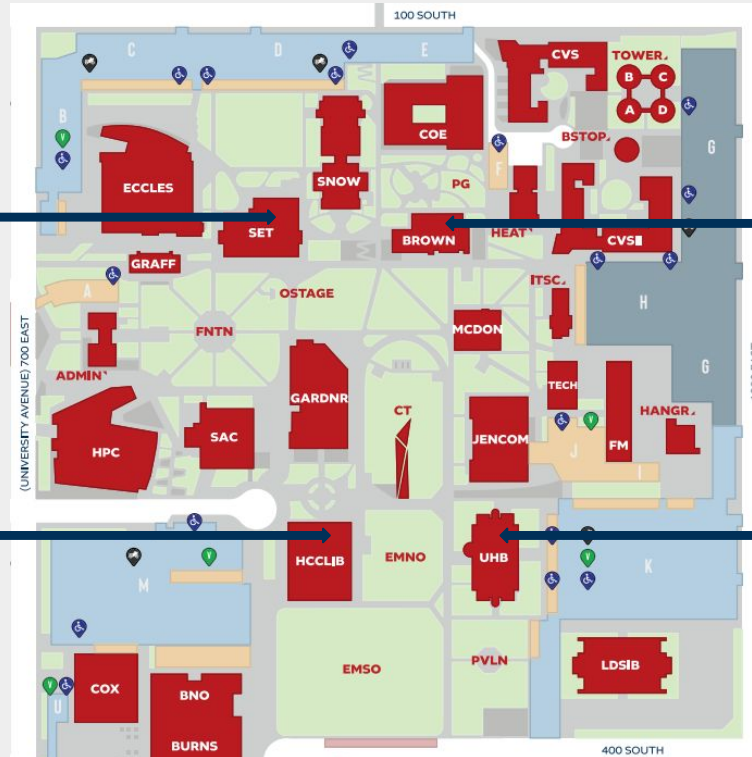 100 SOUTH
C
D
E
CVS
TOWER
B
C
A
D
COE
B
BSTOP
G
ECCLES
SNOW
F
PG
SET
BROWN
HEAT
CVSII
GRAFF
ITSC
A
OSTAGE
H
FNTN
MCDON
(UNIVERSITY AVENUE) 700 EAST
ADMIN
G
GARDNR
TECH
CT
HANGR
HPC
SAC
JENCOM
FM
J
I
HCCLIB
EMNO
UHB
K
M
V
EMSO
PVLN
LDSIB
COX
BNO
U
BURNS
400 SOUTH